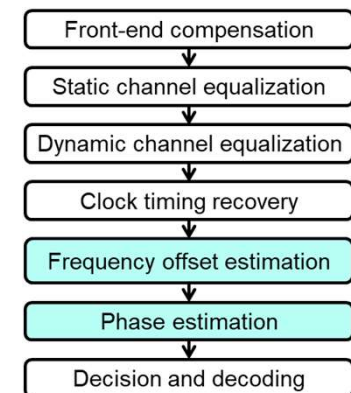 Front-end compensation
Static channel equalization
Dynamic channel equalization
Clock timing recovery
Frequency offset estimation
Phase estimation
Decision and decoding